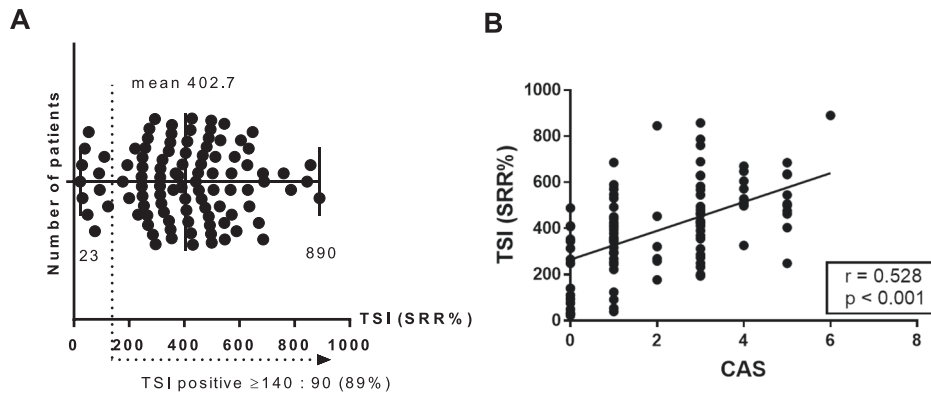 A
mean 402.7
Number of patients
23
890
TSI (SRR%)
0 200 400 600 800 1000
TSI positive ≥140 : 90 (89%)
B
TSI (SRR%)
1000
800
600
400
200
0
r = 0.528
p < 0.001
0 2 4 6 8
CAS